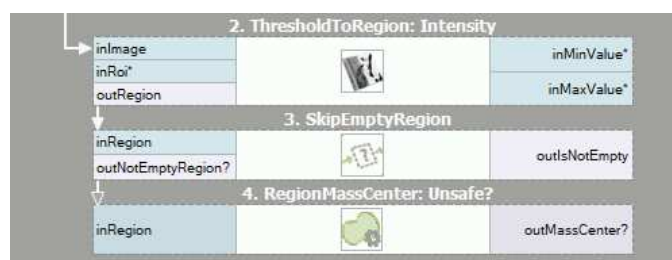 2. ThresholdToRegion: Intensity
inImage
inRoi*
outRegion
inMinValue*
inMaxValue*
3. SkipEmptyRegion
inRegion
outNotEmptyRegion?
?
outIsNotEmpty
4. RegionMassCenter: Unsafe?
inRegion
outMassCenter?